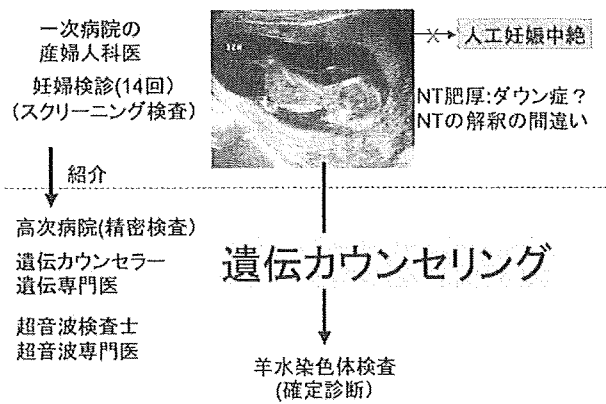 一次病院の
産婦人科医
妊婦検診(14回)
(スクリーニング検査)
紹介
×
人工妊娠中絶
NT肥厚:ダウン症?
NTの解釈の間違い
高次病院(精密検査)
遺伝カウンセラー
遺伝専門医
超音波検査士
超音波専門医
遺伝カウンセリング
羊水染色体検査
(確定診断)